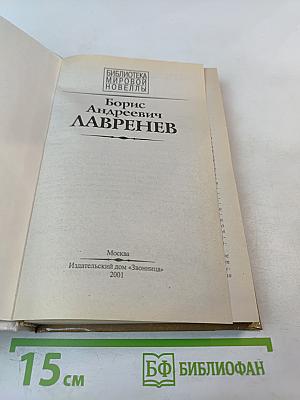 БИБЛИОТЕКА
МИРОВОЙ
НОВЕЛЛЫ
Борис
Андреевич
ЛАВРЕНЕВ
Москва
Издательский дом «Звонница»
2001
15 см
БФ БИБЛИОФАН